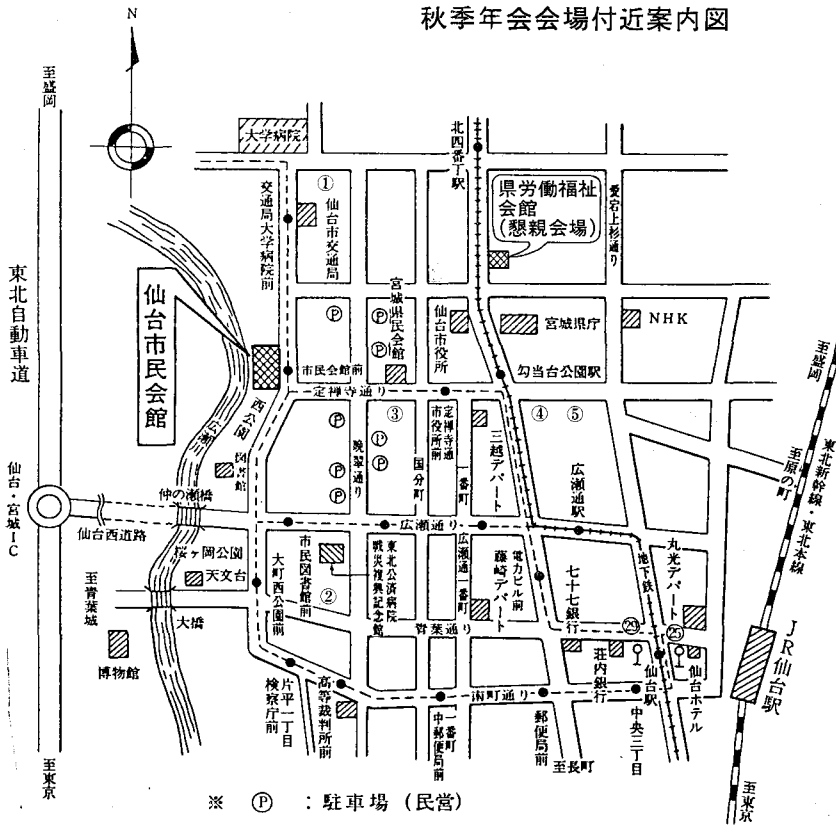 秋季年会会場付近案内図
N
至盛岡
東北自動車道
仙台・宮城IC
至東京
大学病院
北四番丁駅
交通局大学病院前
①
仙台市交通局
県労働福祉
会館
(懇親会場)
愛宕上杉通り
仙台市民会館
Ⓟ
宮城県民会館
Ⓟ
Ⓟ
仙台市役所
宮城県庁
NHK
至盛岡
市民会館前
勾当台公園駅
定禅寺通り
広瀬川
西公園
図書館
Ⓟ
Ⓟ
Ⓟ
晩翠通り
③
Ⓟ
Ⓟ
国分町
定禅寺通
市役所前
一番町
三越デパート
④
⑤
広瀬通駅
東北新幹線・東北本線
至原の町
仲の瀬橋
仙台西道路
広瀬通り
桜ヶ岡公園
天文台
至青葉城
大橋
博物館
大町西公園前
市民図書館前
②
東北公済病院
戦災復興記念館
広瀬通一番町
藤崎デパート
電力ビル前
七十七銀行
地下鉄
丸光デパート
青葉通り
㉙
㉕
JR仙台駅
荘内銀行
仙台駅
仙台ホテル
片平一丁目
検察庁前
高等裁判所前
南町通り
一番町
中郵便局前
郵便局前
至長町
中央三丁目
至東京
※ Ⓟ :駐車場(民営)